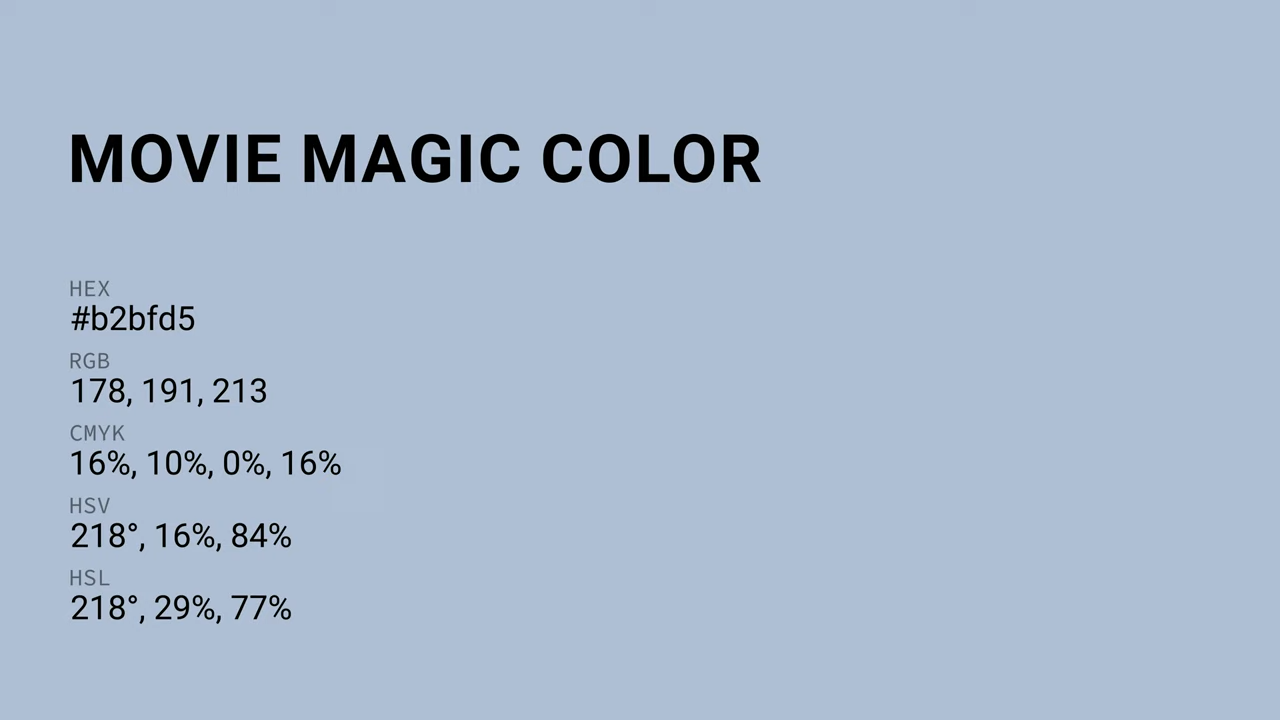 MOVIE MAGIC COLOR
HEX
#b2bfd5
RGB
178, 191, 213
CMYK
16%, 10%, 0%, 16%
HSV
218°, 16%, 84%
HSL
218°, 29%, 77%